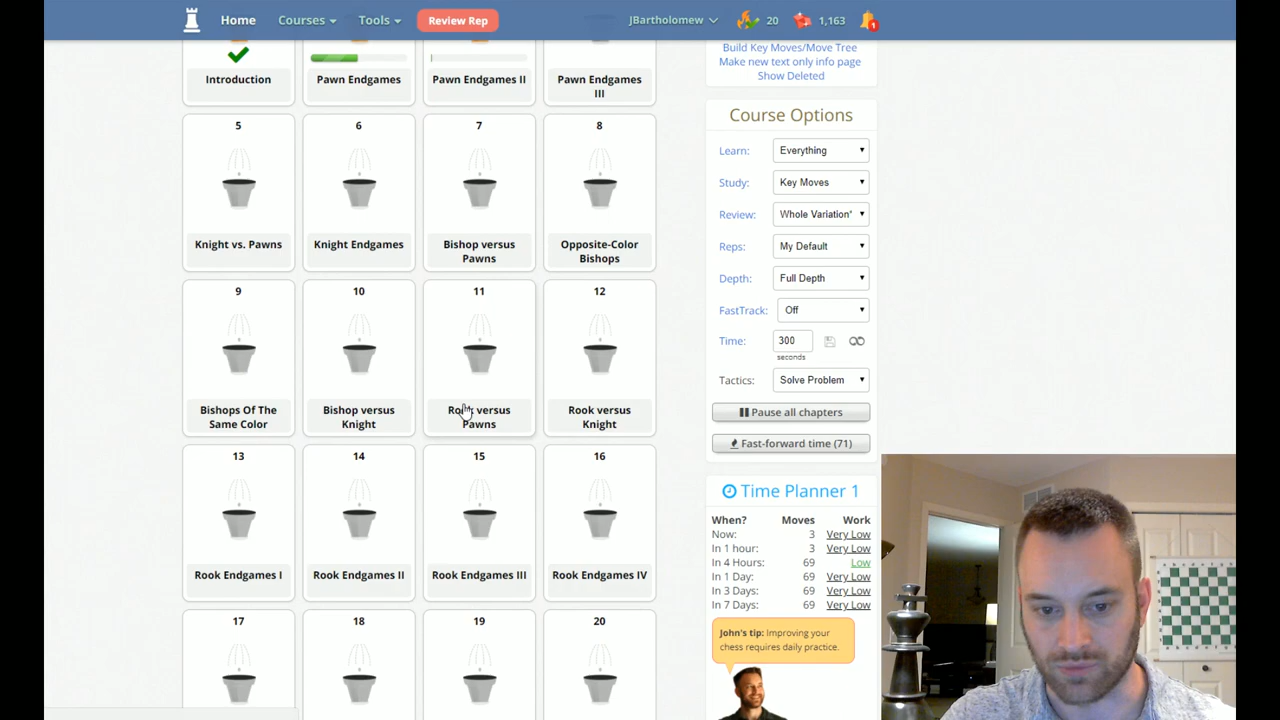 Home
Courses
Tools
Review Rep
JBartholomew
20
1,163
1
Introduction
Pawn Endgames
Pawn Endgames II
Pawn Endgames
III
5
6
7
8
Knight vs. Pawns
Knight Endgames
Bishop versus
Pawns
Opposite-Color
Bishops
9
10
11
12
Bishops Of The
Same Color
Bishop versus
Knight
Rook versus
Pawns
Rook versus
Knight
13
14
15
16
Rook Endgames I
Rook Endgames II
Rook Endgames III
Rook Endgames IV
17
18
19
20
Build Key Moves/Move Tree
Make new text only info page
Show Deleted
Course Options
Learn: Everything
Study: Key Moves
Review: Whole Variation*
Reps: My Default
Depth: Full Depth
FastTrack: Off
Time: 300
seconds
Tactics: Solve Problem
Pause all chapters
Fast-forward time (71)
Time Planner 1
When? Moves Work
Now: 3 Very Low
In 1 hour: 3 Very Low
In 4 Hours: 69 Low
In 1 Day: 69 Very Low
In 3 Days: 69 Very Low
In 7 Days: 69 Very Low
John's tip: Improving your
chess requires daily practice.